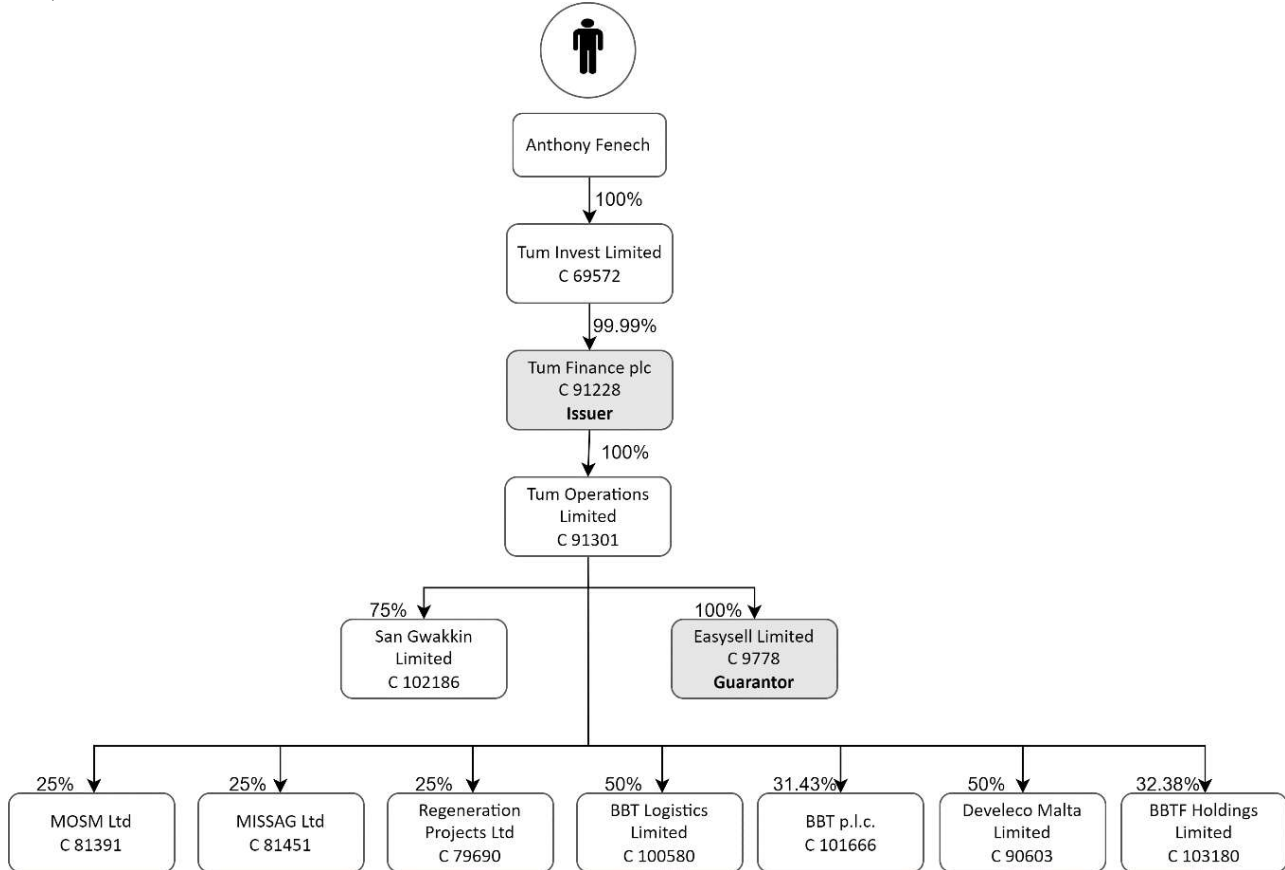 Anthony Fenech
100%
Tum Invest Limited
C 69572
99.99%
Tum Finance plc
C 91228
Issuer
100%
Tum Operations
Limited
C 91301
75%
San Gwakkin
Limited
C 102186
100%
Easysell Limited
C 9778
Guarantor
25%
MOSM Ltd
C 81391
25%
MISSAG Ltd
C 81451
25%
Regeneration
Projects Ltd
C 79690
50%
BBT Logistics
Limited
C 100580
31.43%
BBT p.l.c.
C 101666
50%
Develeco Malta
Limited
C 90603
32.38%
BBTF Holdings
Limited
C 103180